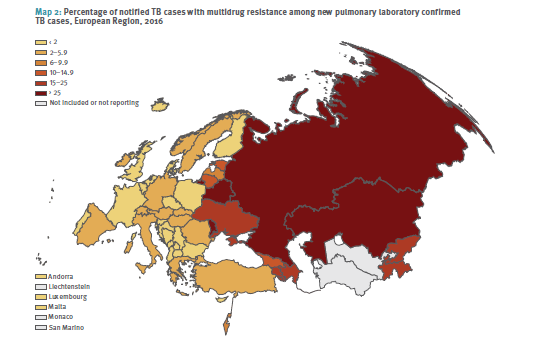 Map 2: Percentage of notified TB cases with multidrug resistance among new pulmonary laboratory confirmed
TB cases, European Region, 2016
< 2
2–5.9
6–9.9
10–14.9
15–25
> 25
Not included or not reporting
Andorra
Liechtenstein
Luxembourg
Malta
Monaco
San Marino